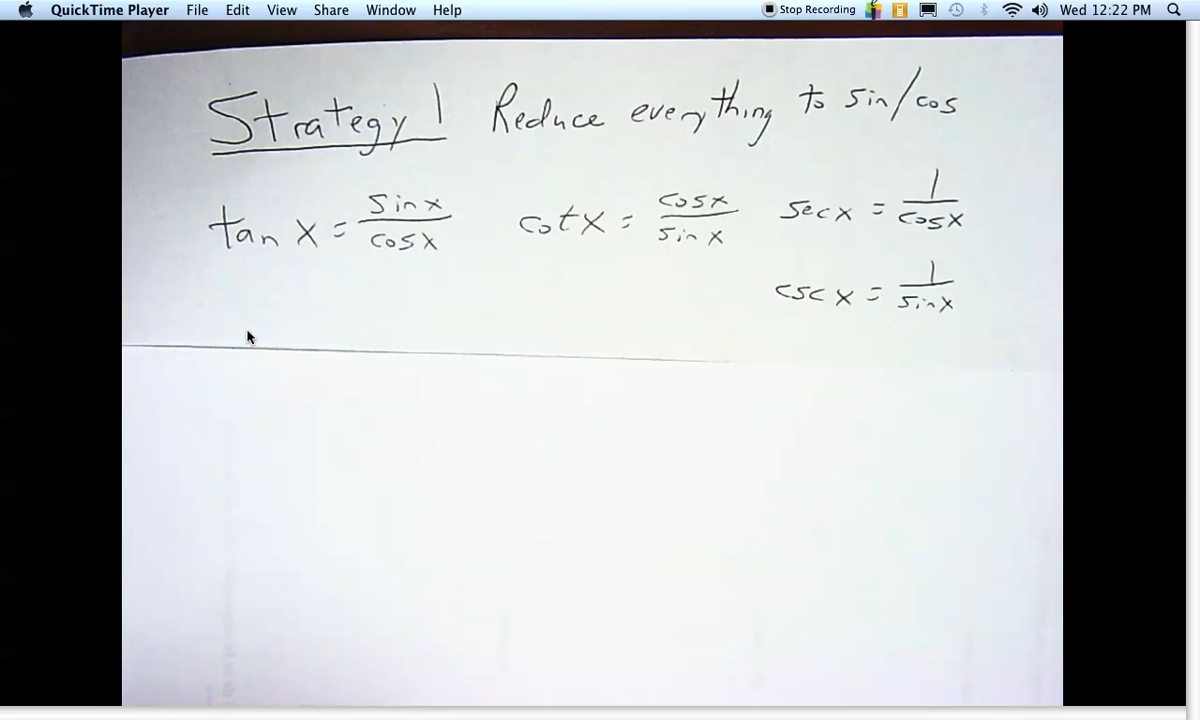 QuickTime Player File Edit View Share Window Help Stop Recording Wed 12:22 PM
Strategy 1 Reduce everything to sin/cos
tan x = sin x / cos x cot x = cos x / sin x sec x = 1 / cos x
csc x = 1 / sin x